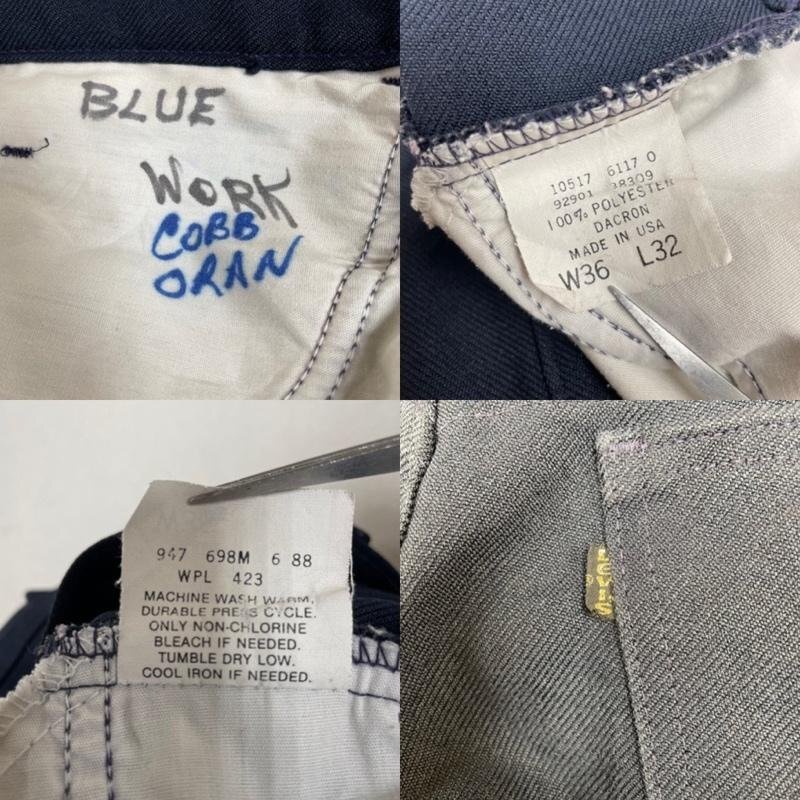 BLUE
WORK
COBB
ORAN
10517 6117 0
92901 38309
100% POLYESTER
DACRON
MADE IN USA
W36 L32
947 698M 6 88
WPL 423
MACHINE WASH WARM,
DURABLE PRESS CYCLE.
ONLY NON-CHLORINE
BLEACH IF NEEDED.
TUMBLE DRY LOW.
COOL IRON IF NEEDED.
LEVI'S